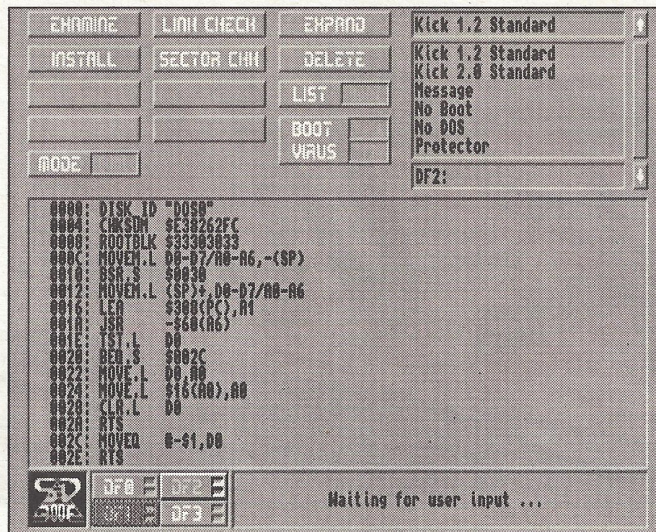 EXAMINE
LINK CHECK
EXPAND
Kick 1.2 Standard
INSTALL
SECTOR CHK
DELETE
Kick 1.2 Standard
Kick 2.0 Standard
Message
No Boot
No DOS
Protector
LIST
BOOT
VIRUS
MODE
DF2:
0000: DISK_ID "DOS0"
0004: CHKSUM $E38262FC
0008: ROOTBLK $33303033
000C: MOVEM.L D0-D7/A0-A6,-(SP)
0010: BSR.S $0030
0012: MOVEM.L (SP)+,D0-D7/A0-A6
0016: LEA $300(PC),A1
001A: JSR -$60(A6)
001E: TST.L D0
0020: BEQ.S $002C
0022: MOVE.L D0,A0
0024: MOVE.L $16(A0),A0
0028: CLR.L D0
002A: RTS
002C: MOVEQ #-$1,D0
002E: RTS
DF0
DF2
DF1
DF3
Waiting for user input ...